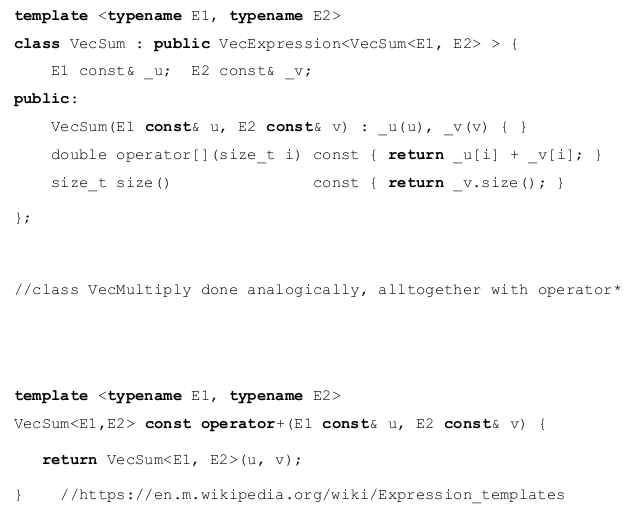 template <typename E1, typename E2>
class VecSum : public VecExpression<VecSum<E1, E2> > {
    E1 const& _u;  E2 const& _v;
public:
    VecSum(E1 const& u, E2 const& v) : _u(u), _v(v) { }
    double operator[](size_t i) const { return _u[i] + _v[i]; }
    size_t size()               const { return _v.size(); }
};
//class VecMultiply done analogically, alltogether with operator*
template <typename E1, typename E2>
VecSum<E1,E2> const operator+(E1 const& u, E2 const& v) {
   return VecSum<E1, E2>(u, v);
}    //https://en.m.wikipedia.org/wiki/Expression_templates